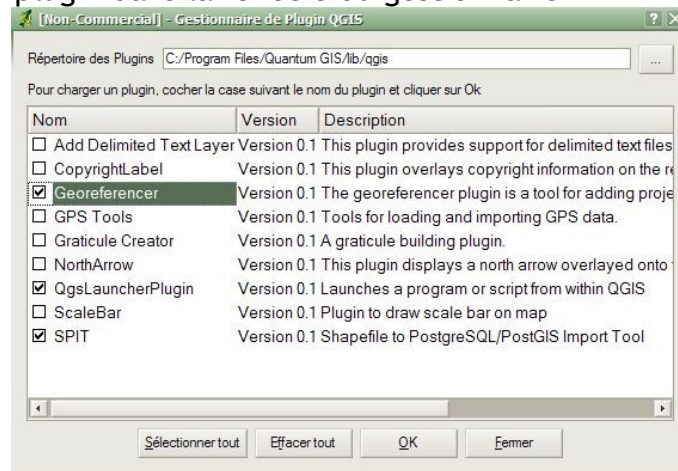 [Non-Commercial] - Gestionnaire de Plugin QGIS
Répertoire des Plugins C:/Program Files/Quantum GIS/lib/qgis ...
Pour charger un plugin, cocher la case suivant le nom du plugin et cliquer sur Ok
Nom Version Description
Add Delimited Text Layer Version 0.1 This plugin provides support for delimited text files
CopyrightLabel Version 0.1 This plugin overlays copyright information on the
Georeferencer Version 0.1 The georeferencer plugin is a tool for adding proje
GPS Tools Version 0.1 Tools for loading and importing GPS data.
Graticule Creator Version 0.1 A graticule building plugin.
NorthArrow Version 0.1 This plugin displays a north arrow overlayed onto
QgsLauncherPlugin Version 0.1 Launches a program or script from within QGIS
ScaleBar Version 0.1 Plugin to draw scale bar on map
SPIT Version 0.1 Shapefile to PostgreSQL/PostGIS Import Tool
Sélectionner tout Effacer tout OK Fermer